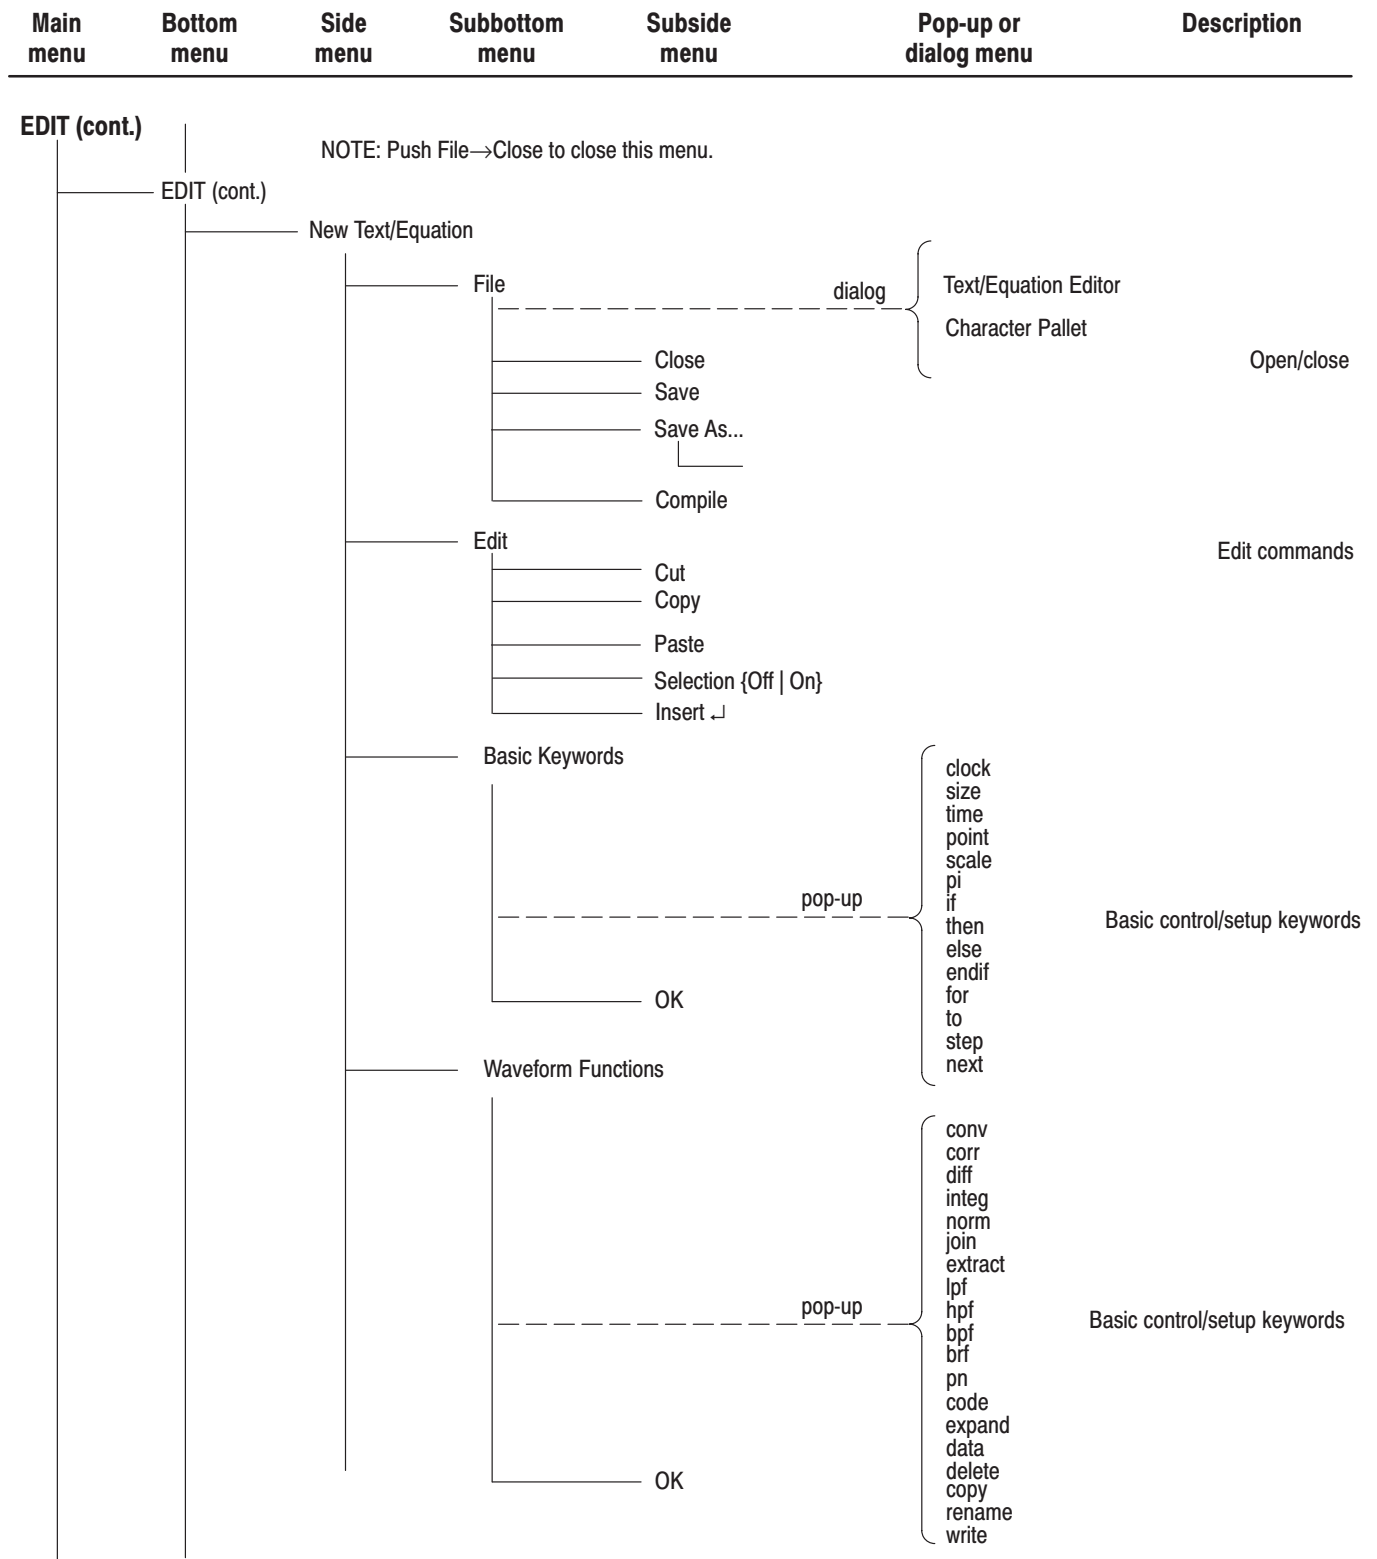 Main menu
Bottom menu
Side menu
Subbottom menu
Subside menu
Pop-up or dialog menu
Description
EDIT (cont.)
NOTE: Push File→Close to close this menu.
EDIT (cont.)
New Text/Equation
File
dialog
Text/Equation Editor
Character Pallet
Close
Open/close
Save
Save As...
Compile
Edit
Edit commands
Cut
Copy
Paste
Selection {Off | On}
Insert ↵
Basic Keywords
clock
size
time
point
scale
pi
if
then
else
endif
for
to
step
next
pop-up
Basic control/setup keywords
OK
Waveform Functions
conv
corr
diff
integ
norm
join
extract
lpf
hpf
bpf
brf
pn
code
expand
data
delete
copy
rename
write
pop-up
Basic control/setup keywords
OK